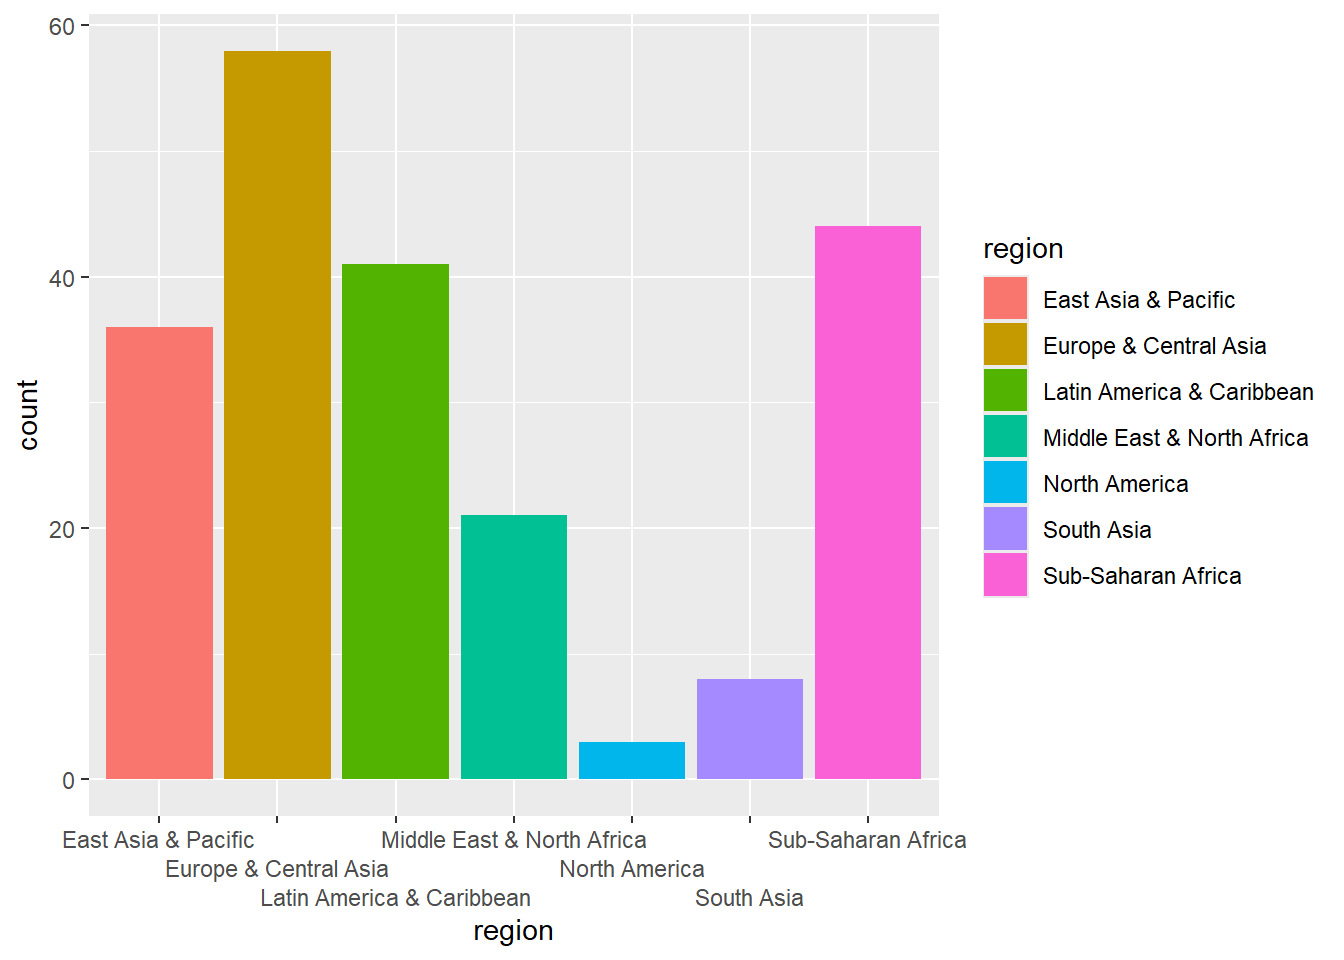 60
40
20
0
count
East Asia & Pacific
Middle East & North Africa
Sub-Saharan Africa
Europe & Central Asia
North America
Latin America & Caribbean
South Asia
region
region
East Asia & Pacific
Europe & Central Asia
Latin America & Caribbean
Middle East & North Africa
North America
South Asia
Sub-Saharan Africa